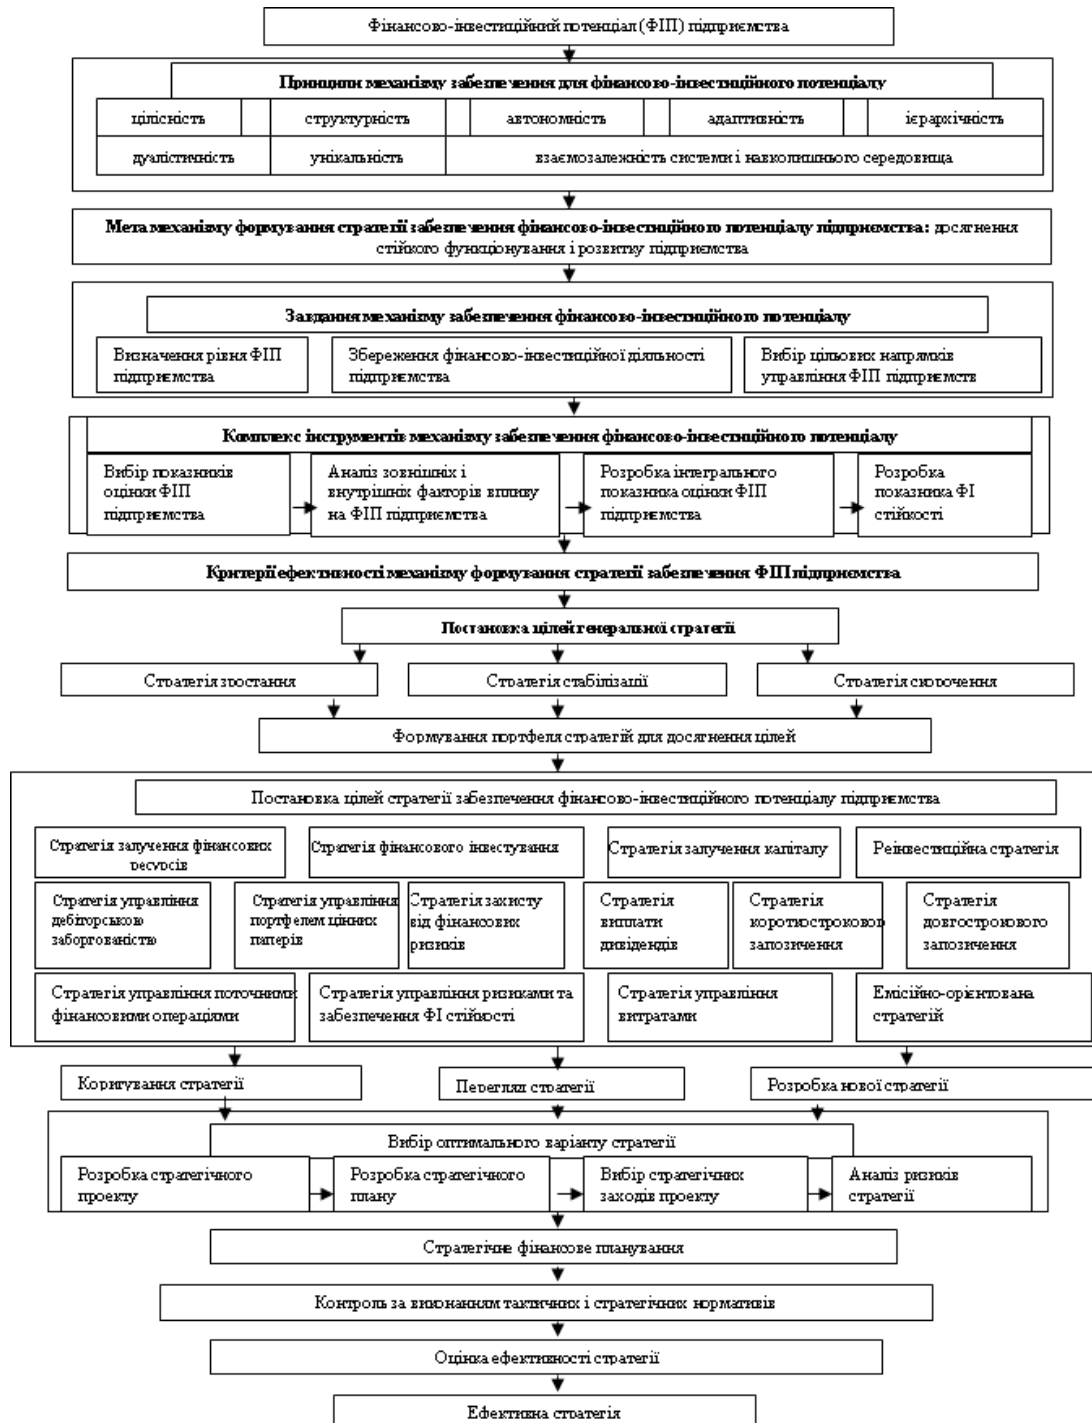 Фінансово-інвестиційний потенціал (ФІП) підприємства
Принципи механізму забезпечення для фінансово-інвестиційного потенціалу
цілісність
структурність
автономність
адаптивність
ієрархічність
дуалістичність
унікальність
взаємозалежність системи і навколишнього середовища
Мета механізму формування стратегії забезпечення фінансово-інвестиційного потенціалу підприємства: досягнення
стійкого функціонування і розвитку підприємства
Завдання механізму забезпечення фінансово-інвестиційного потенціалу
Визначення рівня ФІП
підприємства
Збереження фінансово-інвестиційної діяльності
підприємства
Вибір цільових напрямків
управління ФІП підприємств
Комплекс інструментів механізму забезпечення фінансово-інвестиційного потенціалу
Вибір показників
оцінки ФІП
підприємства
Аналіз зовнішніх і
внутрішніх факторів впливу
на ФІП підприємства
Розробка інтегрального
показника оцінки ФІП
підприємства
Розробка
показника ФІ
стійкості
Критерії ефективності механізму формування стратегії забезпечення ФІП підприємства
Постановка цілей генеральної стратегії
Стратегія зростання
Стратегія стабілізації
Стратегія скорочення
Формування портфеля стратегій для досягнення цілей
Постановка цілей стратегії забезпечення фінансово-інвестиційного потенціалу підприємства
Стратегія залучення фінансових
ресурсів
Стратегія фінансового інвестування
Стратегія залучення капіталу
Реінвестиційна стратегія
Стратегія управління
дебіторською
заборгованістю
Стратегія управління
портфелем цінних
паперів
Стратегія захисту
від фінансових
ризиків
Стратегія
виплати
дивідендів
Стратегія
короткострокового
запозичення
Стратегія
довгострокового
запозичення
Стратегія управління поточними
фінансовими операціями
Стратегія управління ризиками та
забезпечення ФІ стійкості
Стратегія управління
витратами
Емісійно-орієнтована
стратегій
Коригування стратегії
Перегляд стратегії
Розробка нової стратегії
Вибір оптимального варіанту стратегії
Розробка стратегічного
проекту
Розробка стратегічного
плану
Вибір стратегічних
заходів проекту
Аналіз ризиків
стратегії
Стратегічне фінансове планування
Контроль за виконанням тактичних і стратегічних нормативів
Оцінка ефективності стратегії
Ефективна стратегія